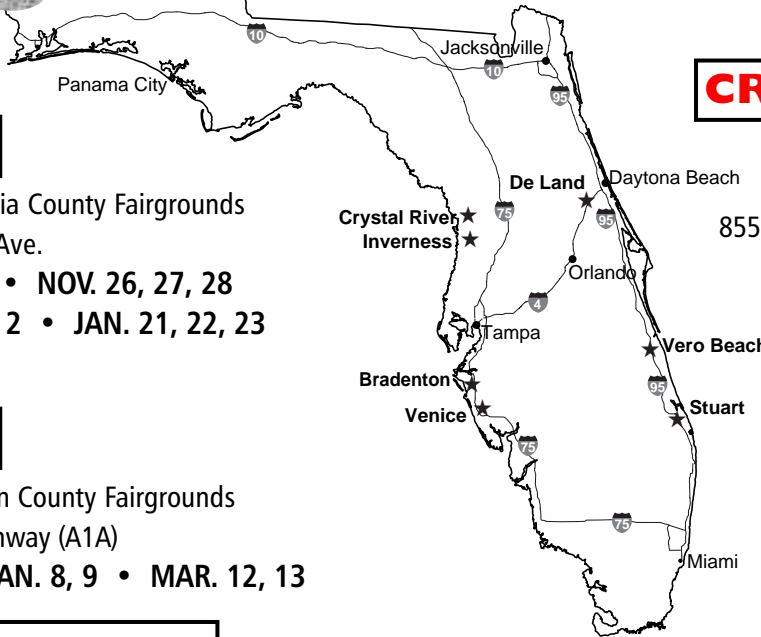 10
Jacksonville
10
Panama City
95
CR
De Land
Daytona Beach
ia County Fairgrounds
Crystal River
75
95
855
Ave.
Inverness
• NOV. 26, 27, 28
Orlando
4
2 • JAN. 21, 22, 23
Tampa
Vero Beach
Bradenton
95
Venice
Stuart
75
County Fairgrounds
75
way (A1A)
Miami
AN. 8, 9 • MAR. 12, 13